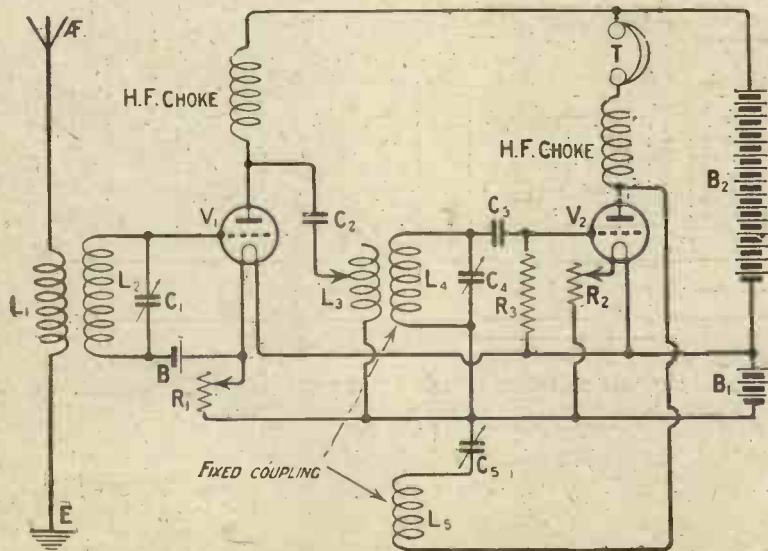 Æ
H.F. CHOKE
T
H.F. CHOKE
B2
V1
C2
C3
V2
L1
L2
C1
L3
L4
C4
R3
R2
B
R1
B1
FIXED COUPLING
C5
L5
E